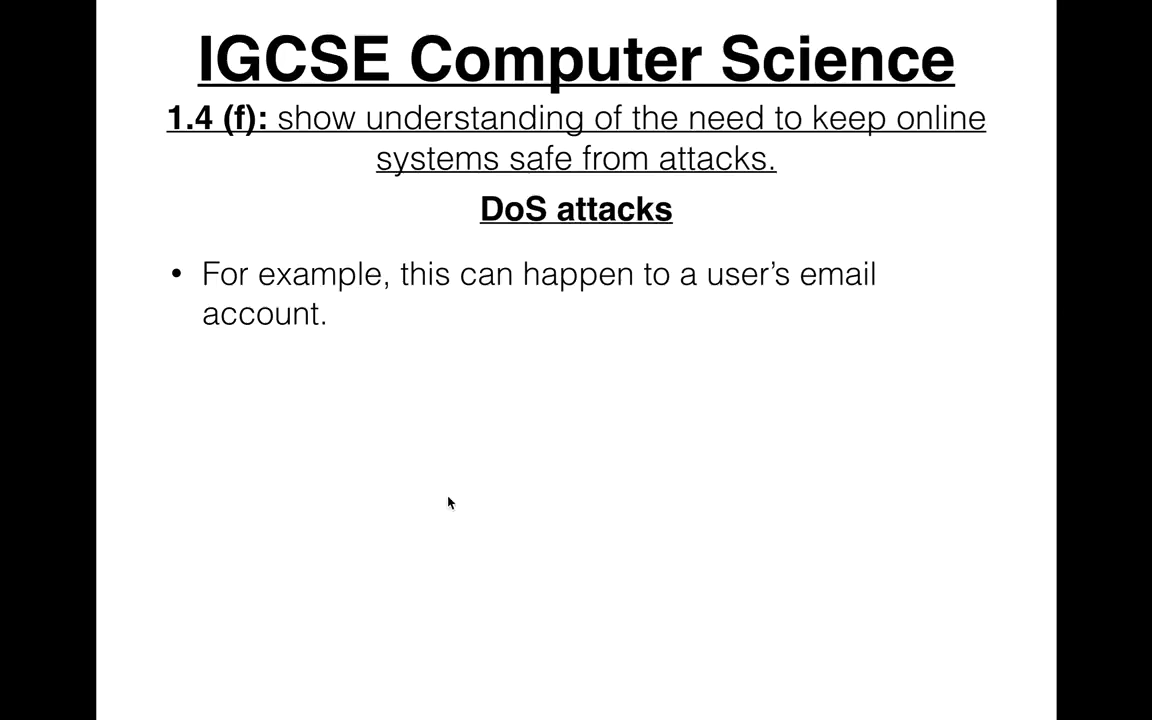 IGCSE Computer Science
1.4 (f): show understanding of the need to keep online
systems safe from attacks.
DoS attacks
• For example, this can happen to a user’s email
account.